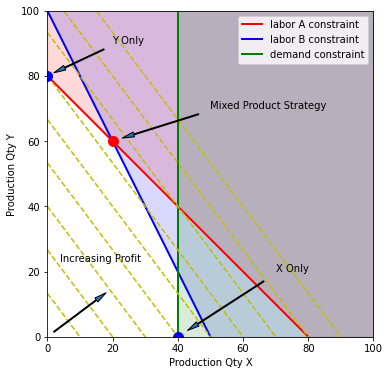 100
80
60
40
20
0
Production Qty Y
labor A constraint
labor B constraint
demand constraint
Y Only
Mixed Product Strategy
Increasing Profit
X Only
0
20
40
60
80
100
Production Qty X